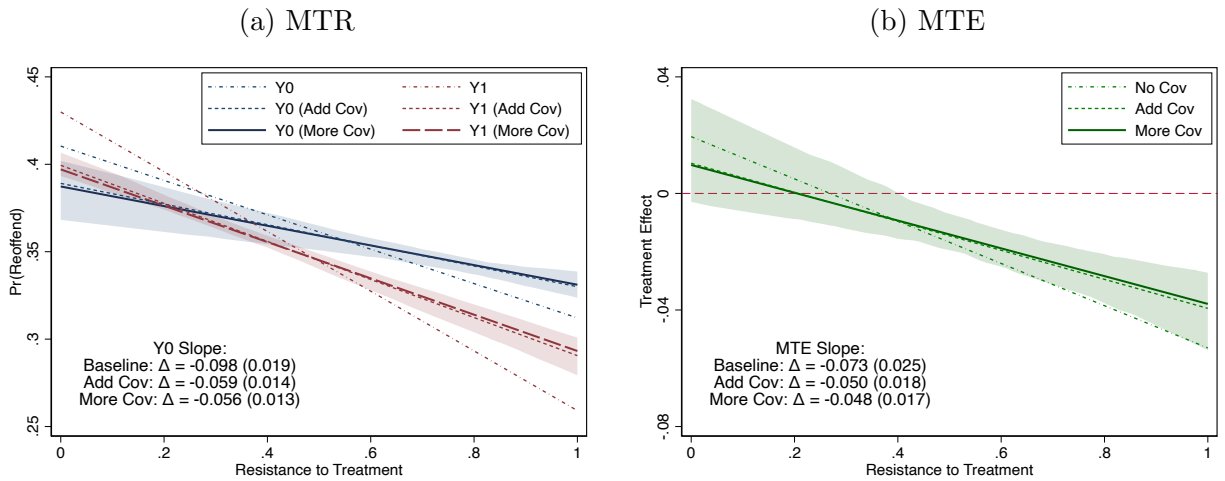 (a) MTR
.45
.4
.35
.3
.25
Pr(Reoffend)
Y0
Y1
Y0 (Add Cov)
Y1 (Add Cov)
Y0 (More Cov)
Y1 (More Cov)
Y0 Slope:
Baseline: Δ = -0.098 (0.019)
Add Cov: Δ = -0.059 (0.014)
More Cov: Δ = -0.056 (0.013)
0 .2 .4 .6 .8 1
Resistance to Treatment
(b) MTE
.04
0
-.04
-.08
Treatment Effect
No Cov
Add Cov
More Cov
MTE Slope:
Baseline: Δ = -0.073 (0.025)
Add Cov: Δ = -0.050 (0.018)
More Cov: Δ = -0.048 (0.017)
0 .2 .4 .6 .8 1
Resistance to Treatment